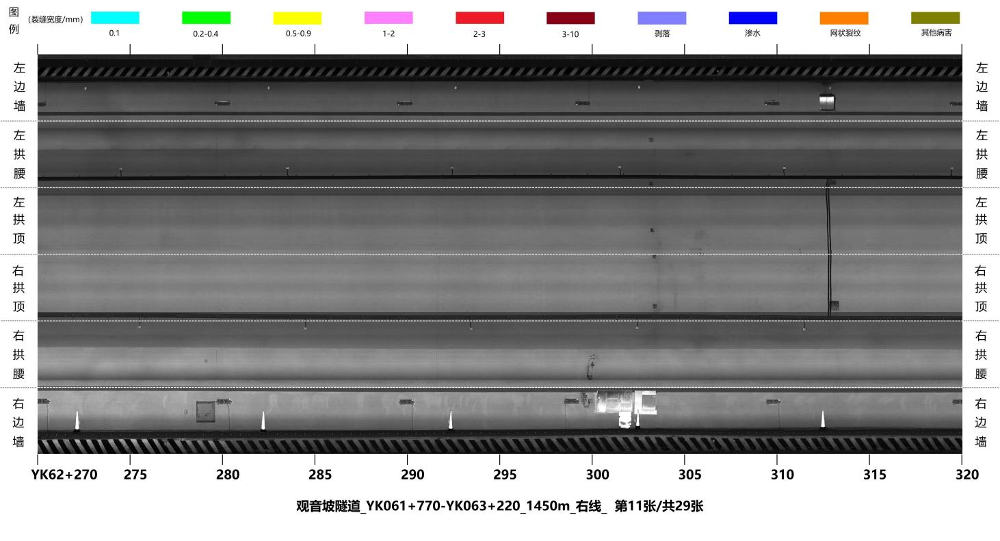 图例
(裂缝宽度/mm)
0.1
0.2-0.4
0.5-0.9
1-2
2-3
3-10
剥落
渗水
网状裂纹
其他病害
左边墙
左边墙
左拱腰
左拱腰
左拱顶
左拱顶
右拱顶
右拱顶
右拱腰
右拱腰
右边墙
右边墙
YK62+270 275 280 285 290 295 300 305 310 315 320
观音坡隧道_YK061+770-YK063+220_1450m_右线_ 第11张/共29张